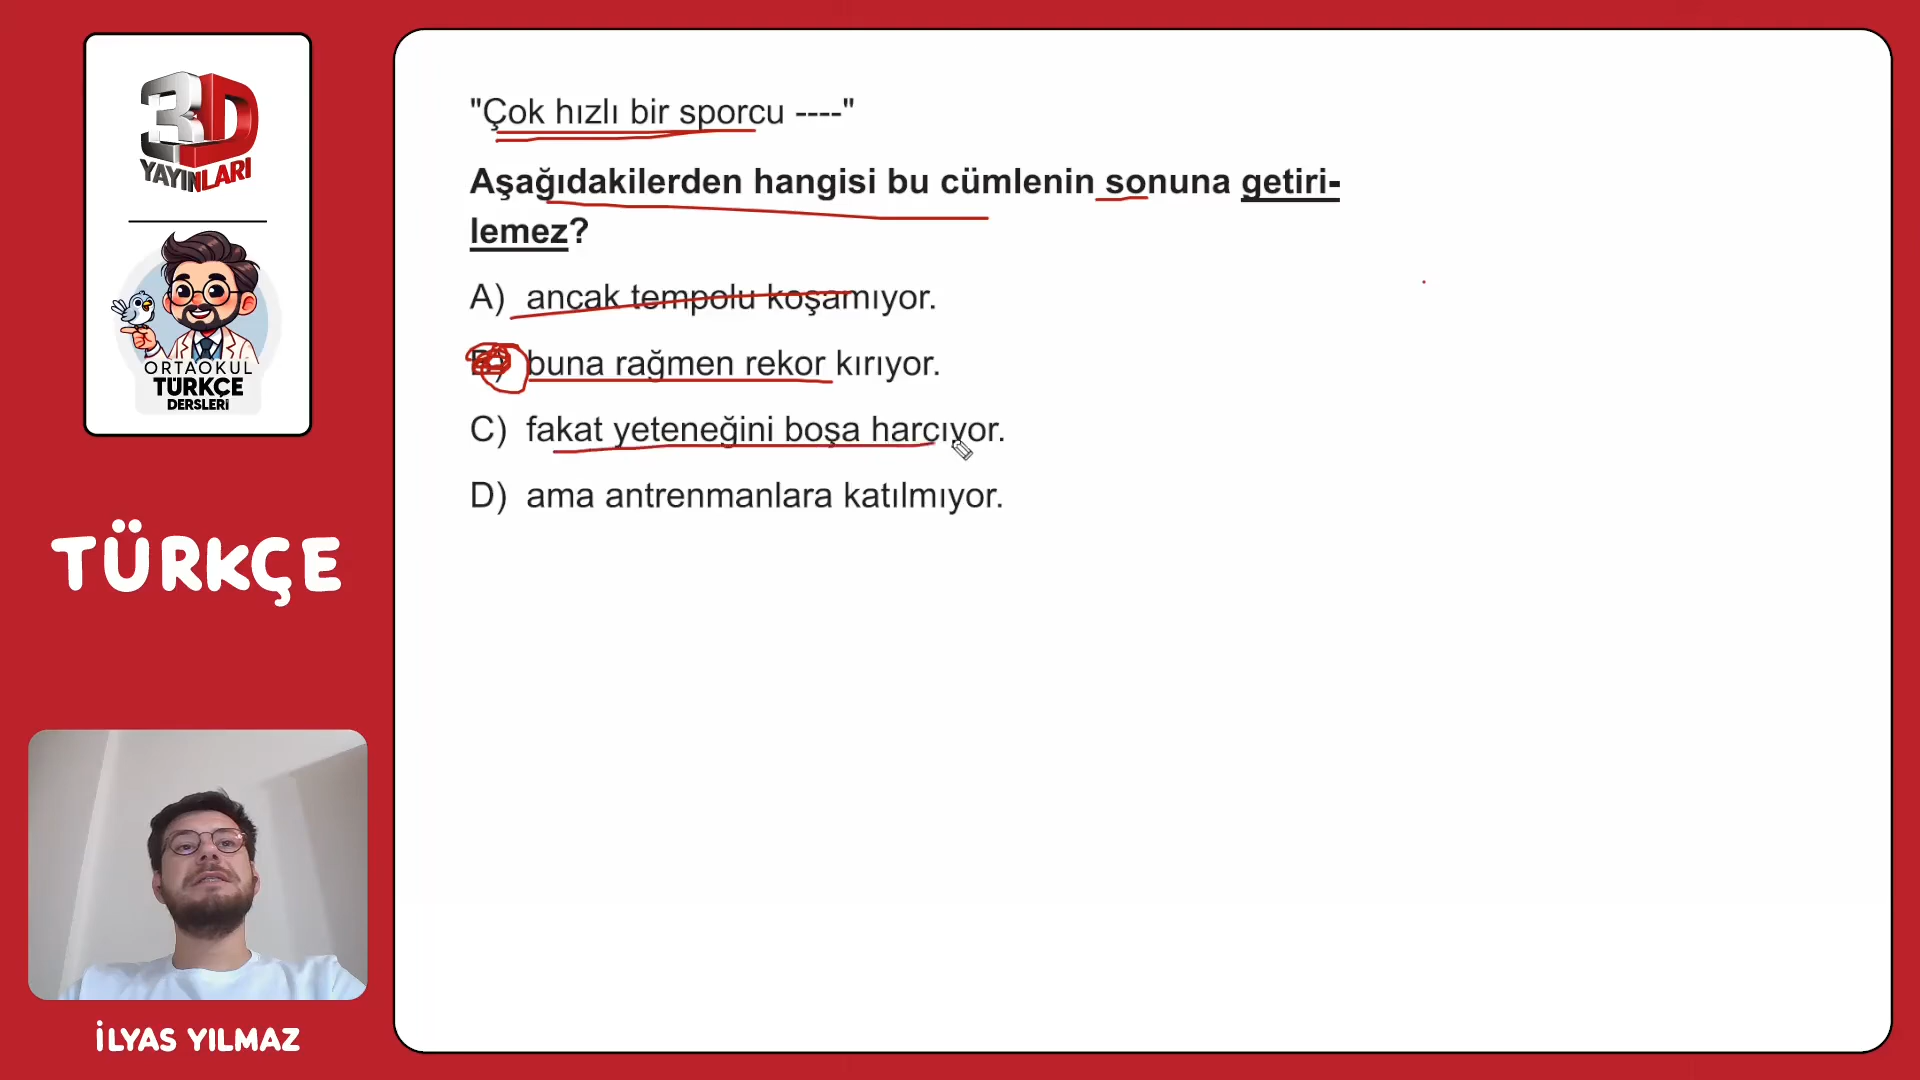 3D
YAYINLARI
ORTAOKUL
TÜRKÇE
DERSLERİ
TÜRKÇE
İLYAS YILMAZ
"Çok hızlı bir sporcu ----"
Aşağıdakilerden hangisi bu cümlenin sonuna getiri-
lemez?
A) ancak tempolu koşamıyor.
B) buna rağmen rekor kırıyor.
C) fakat yeteneğini boşa harcıyor.
D) ama antrenmanlara katılmıyor.